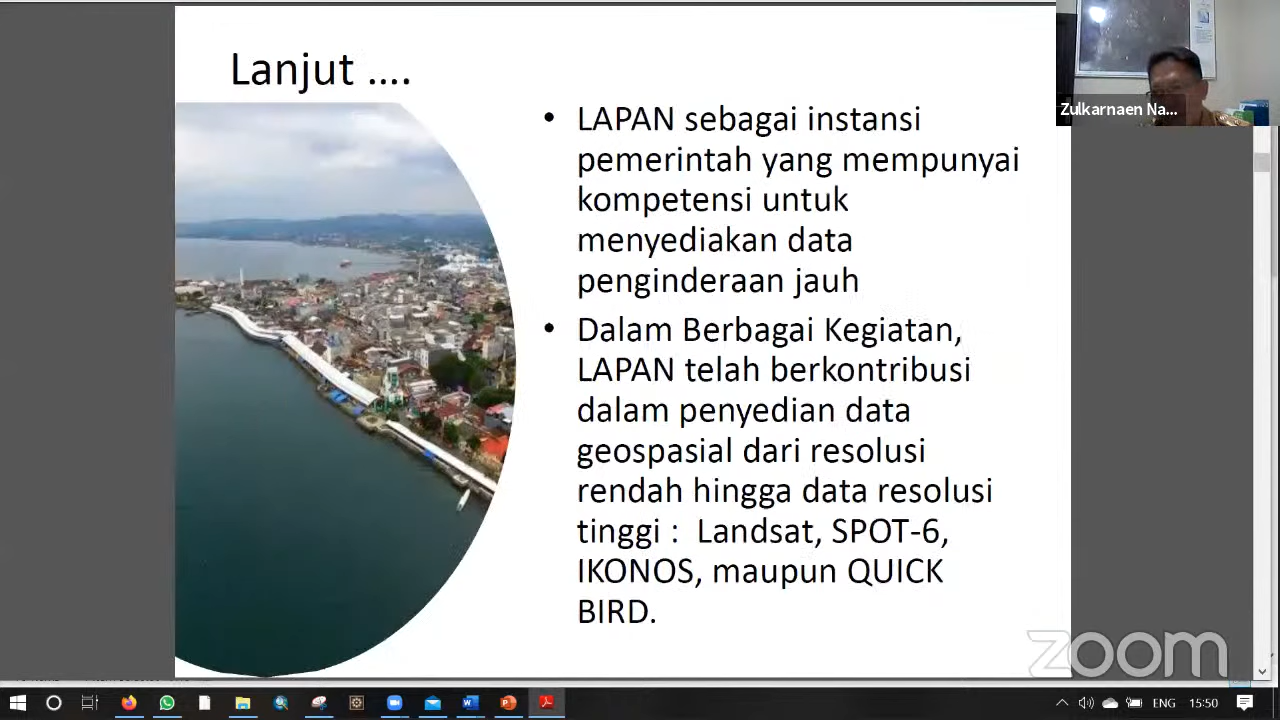 Lanjut ....
• LAPAN sebagai instansi
pemerintah yang mempunyai
kompetensi untuk
menyediakan data
penginderaan jauh
• Dalam Berbagai Kegiatan,
LAPAN telah berkontribusi
dalam penyedian data
geospasial dari resolusi
rendah hingga data resolusi
tinggi : Landsat, SPOT-6,
IKONOS, maupun QUICK
BIRD.
Zulkarnaen Na...
zoom
ENG
15:50